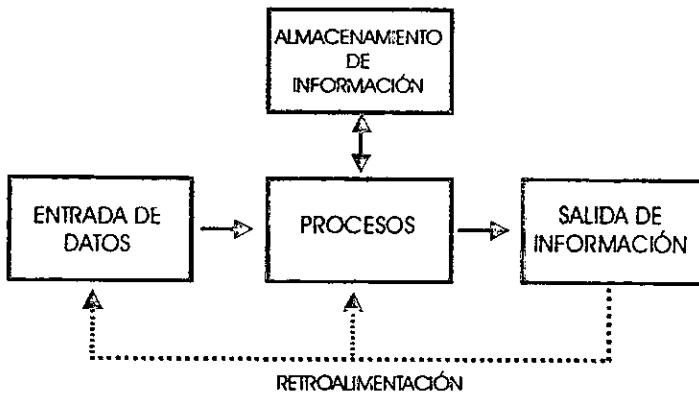 ALMACENAMIENTO
DE
INFORMACIÓN
ENTRADA DE
DATOS
PROCESOS
SALIDA DE
INFORMACIÓN
RETROALIMENTACIÓN